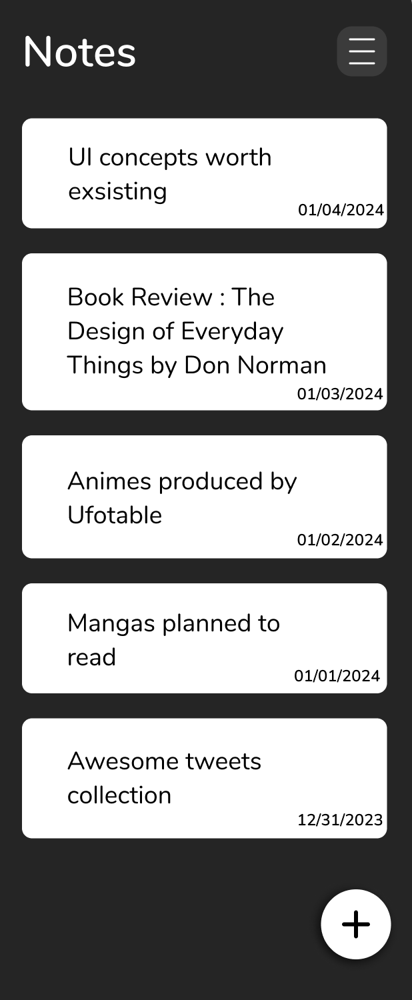 Notes
UI concepts worth
exsisting
01/04/2024
Book Review : The
Design of Everyday
Things by Don Norman
01/03/2024
Animes produced by
Ufotable
01/02/2024
Mangas planned to
read
01/01/2024
Awesome tweets
collection
12/31/2023